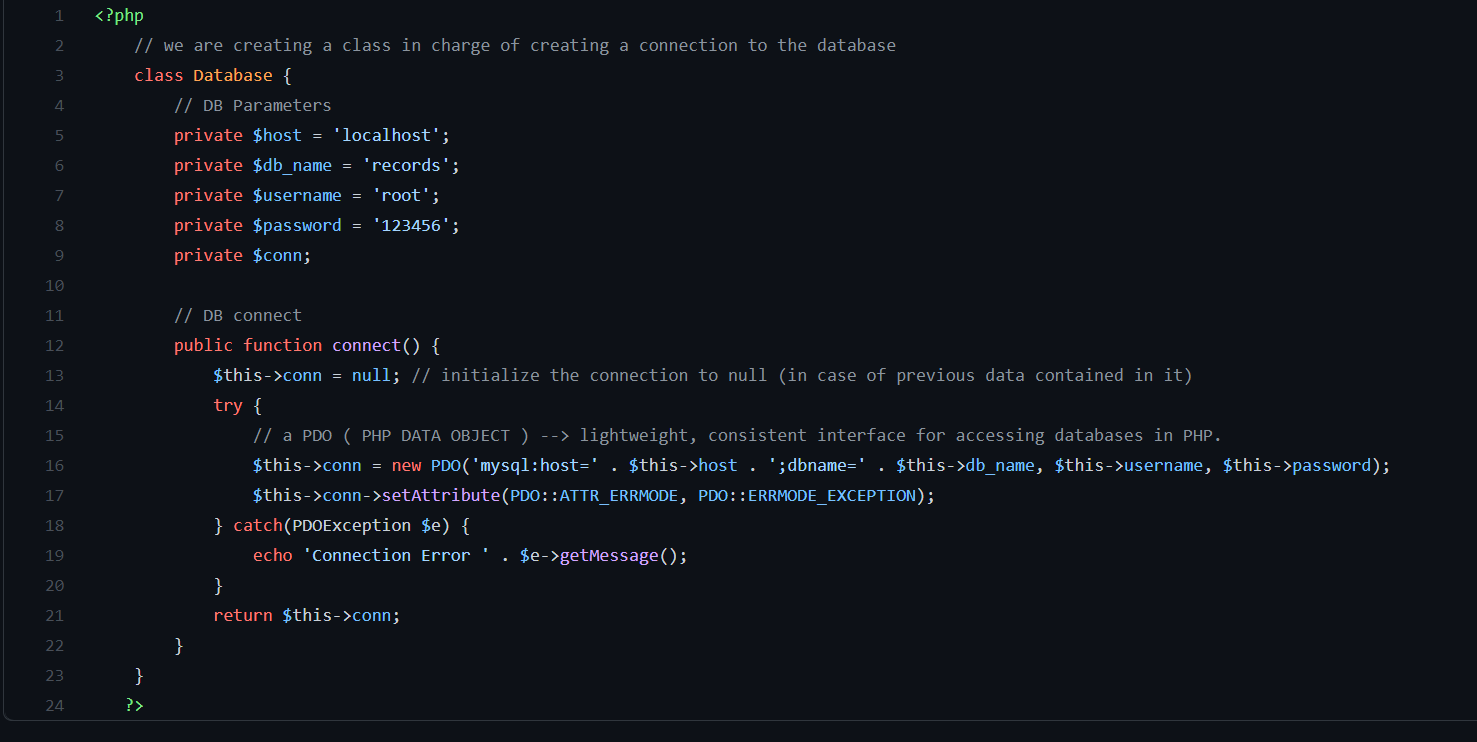 1 <?php
2 // we are creating a class in charge of creating a connection to the database
3 class Database {
4 // DB Parameters
5 private $host = 'localhost';
6 private $db_name = 'records';
7 private $username = 'root';
8 private $password = '123456';
9 private $conn;
10
11 // DB connect
12 public function connect() {
13 $this->conn = null; // initialize the connection to null (in case of previous data contained in it)
14 try {
15 // a PDO ( PHP DATA OBJECT ) --> lightweight, consistent interface for accessing databases in PHP.
16 $this->conn = new PDO('mysql:host=' . $this->host . ';dbname=' . $this->db_name, $this->username, $this->password);
17 $this->conn->setAttribute(PDO::ATTR_ERRMODE, PDO::ERRMODE_EXCEPTION);
18 } catch(PDOException $e) {
19 echo 'Connection Error ' . $e->getMessage();
20 }
21 return $this->conn;
22 }
23 }
24 ?>